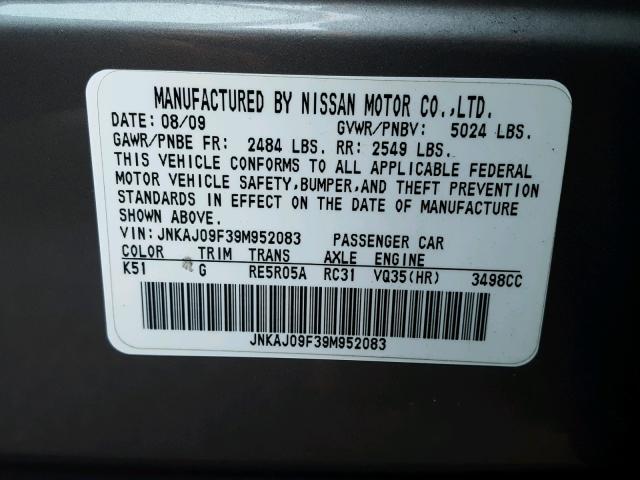 MANUFACTURED BY NISSAN MOTOR CO.,LTD.
DATE: 08/09 GVWR/PNBV: 5024 LBS.
GAWR/PNBE FR: 2484 LBS. RR: 2549 LBS.
THIS VEHICLE CONFORMS TO ALL APPLICABLE FEDERAL
MOTOR VEHICLE SAFETY,BUMPER,AND THEFT PREVENTION
STANDARDS IN EFFECT ON THE DATE OF MANUFACTURE
SHOWN ABOVE.
VIN:JNKAJ09F39M952083 PASSENGER CAR
COLOR TRIM TRANS AXLE ENGINE
K51 G RE5R05A RC31 VQ35(HR) 3498CC
JNKAJ09F39M952083